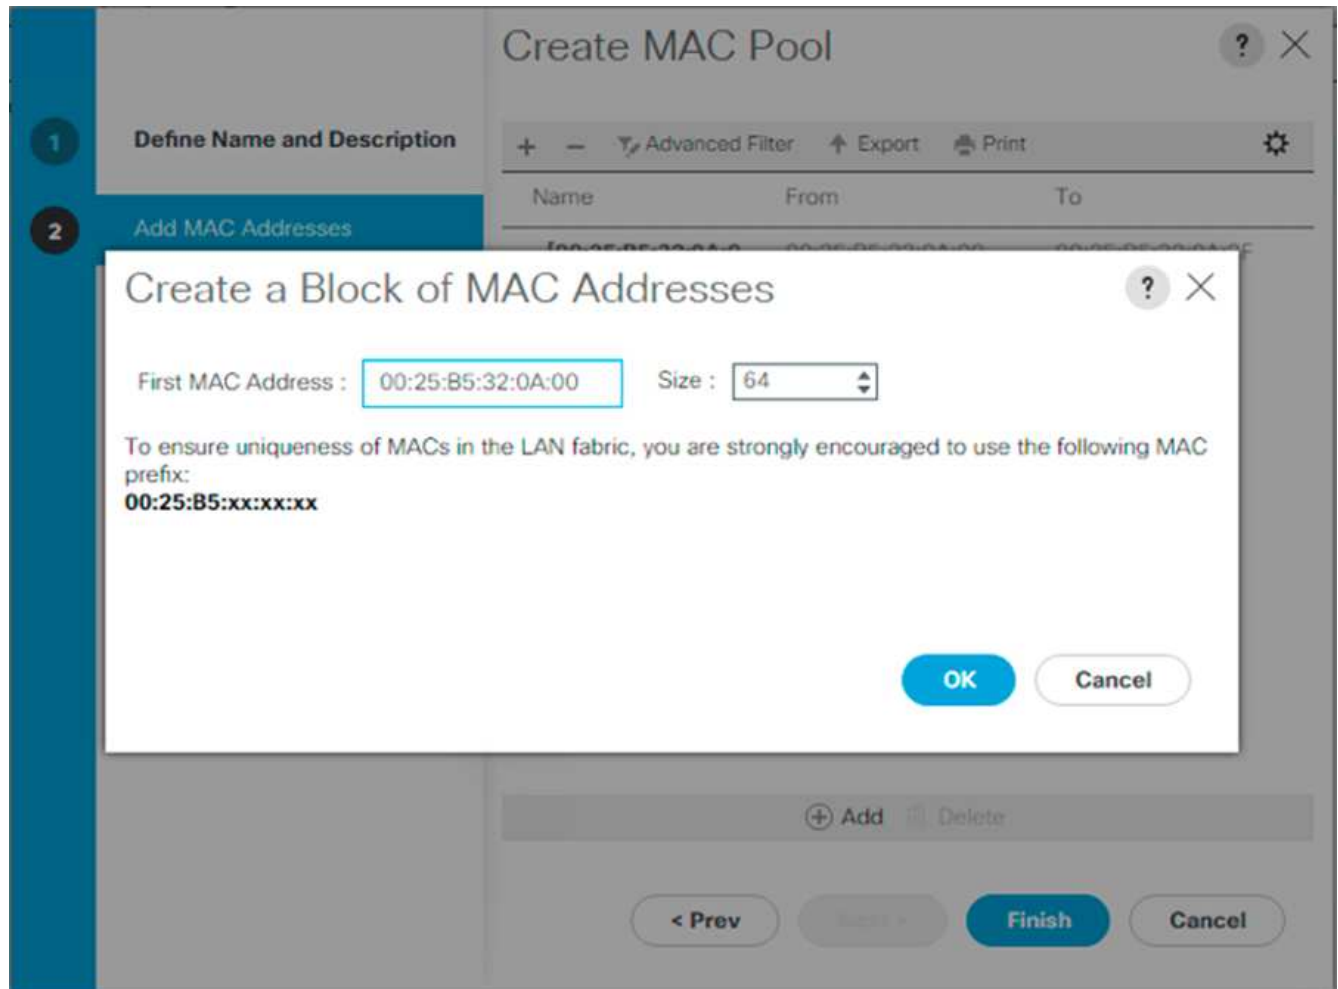 Create MAC Pool
?
1
Define Name and Description
+ − Advanced Filter Export Print
Name From To
2
Add MAC Addresses
Create a Block of MAC Addresses
?
First MAC Address : 00:25:B5:32:0A:00 Size : 64
To ensure uniqueness of MACs in the LAN fabric, you are strongly encouraged to use the following MAC
prefix:
00:25:B5:xx:xx:xx
OK Cancel
Add Delete
< Prev Next > Finish Cancel